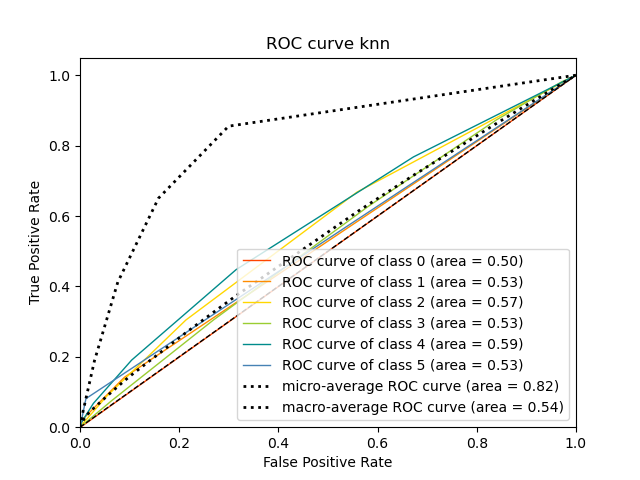 ROC curve knn
True Positive Rate
1.0
0.8
0.6
0.4
0.2
0.0
ROC curve of class 0 (area = 0.50)
ROC curve of class 1 (area = 0.53)
ROC curve of class 2 (area = 0.57)
ROC curve of class 3 (area = 0.53)
ROC curve of class 4 (area = 0.59)
ROC curve of class 5 (area = 0.53)
micro-average ROC curve (area = 0.82)
macro-average ROC curve (area = 0.54)
0.0 0.2 0.4 0.6 0.8 1.0
False Positive Rate